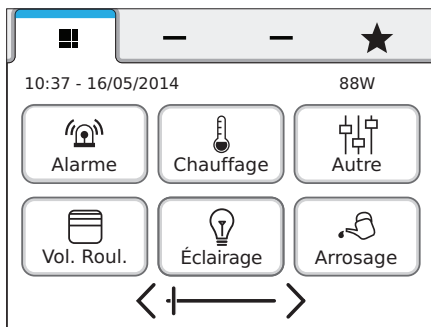 10:37 - 16/05/2014 88W
Alarme Chauffage Autre
Vol. Roul. Éclairage Arrosage